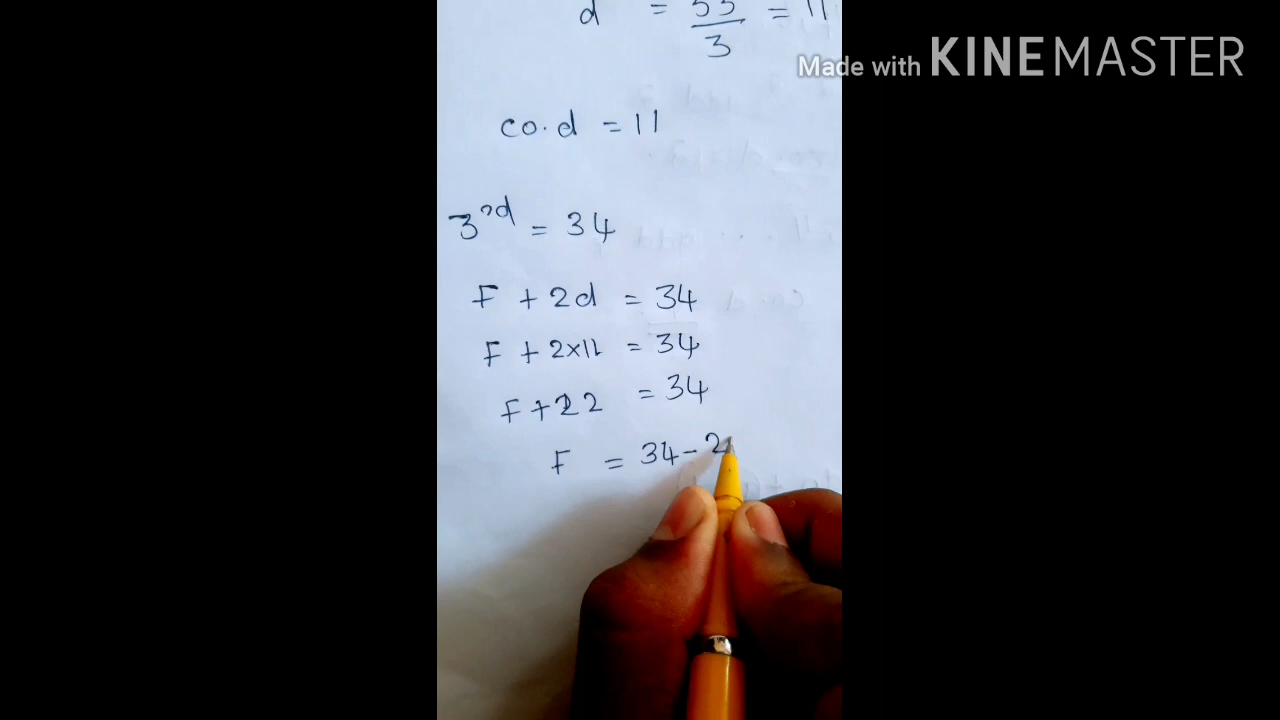 d = 33/3 = 11
Made with KINEMASTER
co.d = 11
3rd = 34
F + 2d = 34
F + 2×11 = 34
F + 22 = 34
F = 34 - 2